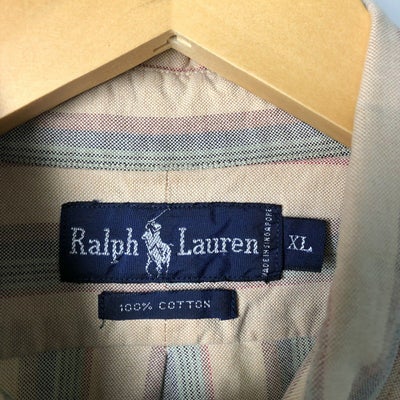 Ralph Lauren
MADE IN SINGAPORE
XL
100% COTTON